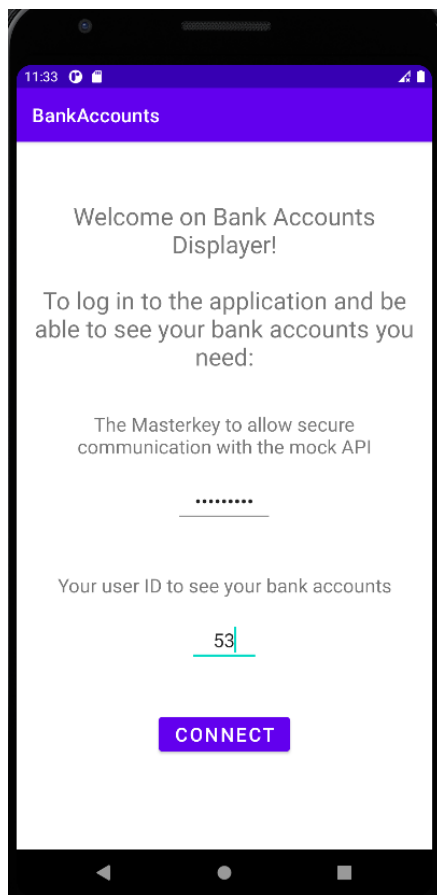 11:33
BankAccounts
Welcome on Bank Accounts
Displayer!
To log in to the application and be
able to see your bank accounts you
need:
The Masterkey to allow secure
communication with the mock API
•••••••••
Your user ID to see your bank accounts
53
CONNECT